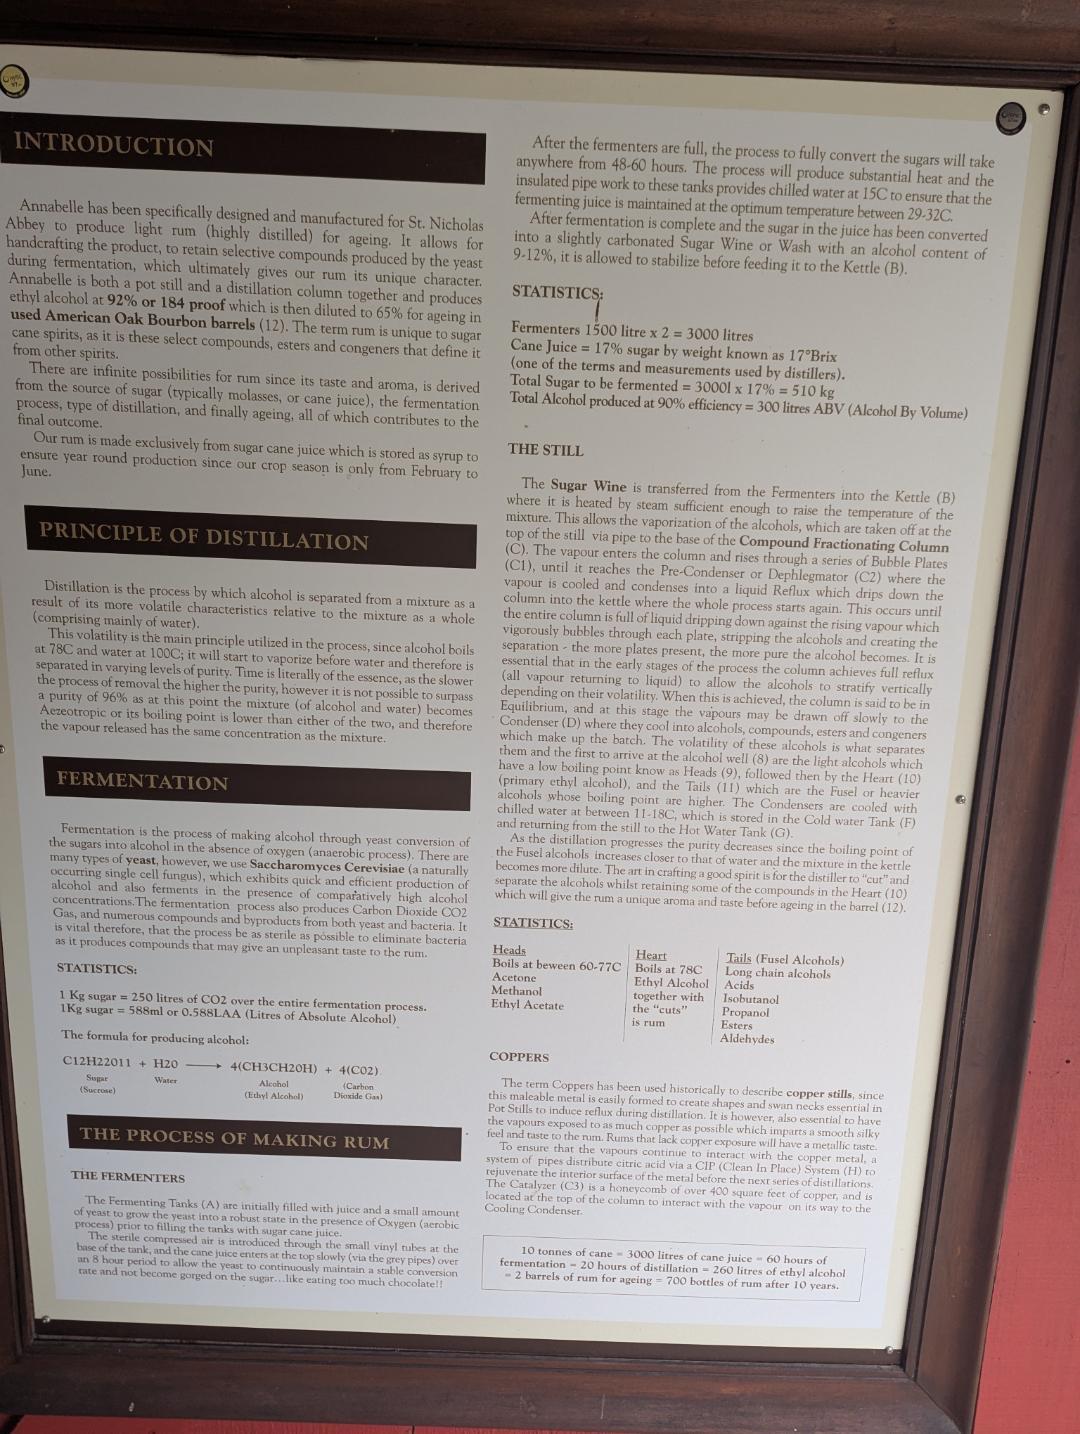 INTRODUCTION
Annabelle has been specifically designed and manufactured for St. Nicholas
Abbey to produce light rum (highly distilled) for ageing. It allows for
handcrafting the product, to retain selective compounds produced by the yeast
during fermentation, which ultimately gives our rum its unique character.
Annabelle is both a pot still and a distillation column together and produces
ethyl alcohol at 92% or 184 proof which is then diluted to 65% for ageing in
used American Oak Bourbon barrels (12). The term rum is unique to sugar
cane spirits, as it is these select compounds, esters and congeners that define it
from other spirits.
There are infinite possibilities for rum since its taste and aroma, is derived
from the source of sugar (typically molasses, or cane juice), the fermentation
process, type of distillation, and finally ageing, all of which contributes to the
final outcome.
Our rum is made exclusively from sugar cane juice which is stored as syrup to
ensure year round production since our crop season is only from February to
June.
PRINCIPLE OF DISTILLATION
Distillation is the process by which alcohol is separated from a mixture as a
result of its more volatile characteristics relative to the mixture as a whole
(comprising mainly of water).
This volatility is the main principle utilized in the process, since alcohol boils
at 78C and water at 100C; it will start to vaporize before water and therefore is
separated in varying levels of purity. Time is literally of the essence, as the slower
the process of removal the higher the purity, however it is not possible to surpass
a purity of 96% as at this point the mixture (of alcohol and water) becomes
Aezeotropic or its boiling point is lower than either of the two, and therefore
the vapour released has the same concentration as the mixture.
FERMENTATION
Fermentation is the process of making alcohol through yeast conversion of
the sugars into alcohol in the absence of oxygen (anaerobic process). There are
many types of yeast, however, we use Saccharomyces Cerevisiae (a naturally
occurring single cell fungus), which exhibits quick and efficient production of
alcohol and also ferments in the presence of comparatively high alcohol
concentrations.The fermentation process also produces Carbon Dioxide CO2
Gas, and numerous compounds and byproducts from both yeast and bacteria. It
is vital therefore, that the process be as sterile as possible to eliminate bacteria
as it produces compounds that may give an unpleasant taste to the rum.
STATISTICS:
1 Kg sugar = 250 litres of CO2 over the entire fermentation process.
1Kg sugar = 588ml or 0.588LAA (Litres of Absolute Alcohol)
The formula for producing alcohol:
C12H22O11 + H20 ⟶ 4(CH3CH20H) + 4(C02)
Sugar Water Alcohol (Carbon
(Sucrose) (Ethyl Alcohol) Dioxide Gas)
THE PROCESS OF MAKING RUM
THE FERMENTERS
The Fermenting Tanks (A) are initially filled with juice and a small amount
of yeast to grow the yeast into a robust state in the presence of Oxygen (aerobic
process) prior to filling the tanks with sugar cane juice.
The sterile compressed air is introduced through the small vinyl tubes at the
base of the tank, and the cane juice enters at the top slowly (via the grey pipes) over
an 8 hour period to allow the yeast to continuously maintain a stable conversion
rate and not become gorged on the sugar...like eating too much chocolate!!
After the fermenters are full, the process to fully convert the sugars will take
anywhere from 48-60 hours. The process will produce substantial heat and the
insulated pipe work to these tanks provides chilled water at 15C to ensure that the
fermenting juice is maintained at the optimum temperature between 29-32C.
After fermentation is complete and the sugar in the juice has been converted
into a slightly carbonated Sugar Wine or Wash with an alcohol content of
9-12%, it is allowed to stabilize before feeding it to the Kettle (B).
STATISTICS:
Fermenters 1500 litre x 2 = 3000 litres
Cane Juice = 17% sugar by weight known as 17°Brix
(one of the terms and measurements used by distillers).
Total Sugar to be fermented = 3000l x 17% = 510 kg
Total Alcohol produced at 90% efficiency = 300 litres ABV (Alcohol By Volume)
THE STILL
The Sugar Wine is transferred from the Fermenters into the Kettle (B)
where it is heated by steam sufficient enough to raise the temperature of the
mixture. This allows the vaporization of the alcohols, which are taken off at the
top of the still via pipe to the base of the Compound Fractionating Column
(C). The vapour enters the column and rises through a series of Bubble Plates
(C1), until it reaches the Pre-Condenser or Dephlegmator (C2) where the
vapour is cooled and condenses into a liquid Reflux which drips down the
column into the kettle where the whole process starts again. This occurs until
the entire column is full of liquid dripping down against the rising vapour which
vigorously bubbles through each plate, stripping the alcohols and creating the
separation - the more plates present, the more pure the alcohol becomes. It is
essential that in the early stages of the process the column achieves full reflux
(all vapour returning to liquid) to allow the alcohols to stratify vertically
depending on their volatility. When this is achieved, the column is said to be in
Equilibrium, and at this stage the vapours may be drawn off slowly to the
Condenser (D) where they cool into alcohols, compounds, esters and congeners
which make up the batch. The volatility of these alcohols is what separates
them and the first to arrive at the alcohol well (8) are the light alcohols which
have a low boiling point know as Heads (9), followed then by the Heart (10)
(primary ethyl alcohol), and the Tails (11) which are the Fusel or heavier
alcohols whose boiling point are higher. The Condensers are cooled with
chilled water at between 11-18C, which is stored in the Cold water Tank (F)
and returning from the still to the Hot Water Tank (G).
As the distillation progresses the purity decreases since the boiling point of
the Fusel alcohols increases closer to that of water and the mixture in the kettle
becomes more dilute. The art in crafting a good spirit is for the distiller to "cut" and
separate the alcohols whilst retaining some of the compounds in the Heart (10)
which will give the rum a unique aroma and taste before ageing in the barrel (12).
STATISTICS:
Heads
Boils at beween 60-77C
Acetone
Methanol
Ethyl Acetate
Heart
Boils at 78C
Ethyl Alcohol
together with
the "cuts"
is rum
Tails (Fusel Alcohols)
Long chain alcohols
Acids
Isobutanol
Propanol
Esters
Aldehydes
COPPERS
The term Coppers has been used historically to describe copper stills, since
this maleable metal is easily formed to create shapes and swan necks essential in
Pot Stills to induce reflux during distillation. It is however, also essential to have
the vapours exposed to as much copper as possible which imparts a smooth silky
feel and taste to the rum. Rums that lack copper exposure will have a metallic taste.
To ensure that the vapours continue to interact with the copper metal, a
system of pipes distribute citric acid via a CIP (Clean In Place) System (H) to
rejuvenate the interior surface of the metal before the next series of distillations.
The Catalyzer (C3) is a honeycomb of over 400 square feet of copper, and is
located at the top of the column to interact with the vapour on its way to the
Cooling Condenser.
10 tonnes of cane = 3000 litres of cane juice = 60 hours of
fermentation = 20 hours of distillation = 260 litres of ethyl alcohol
= 2 barrels of rum for ageing = 700 bottles of rum after 10 years.